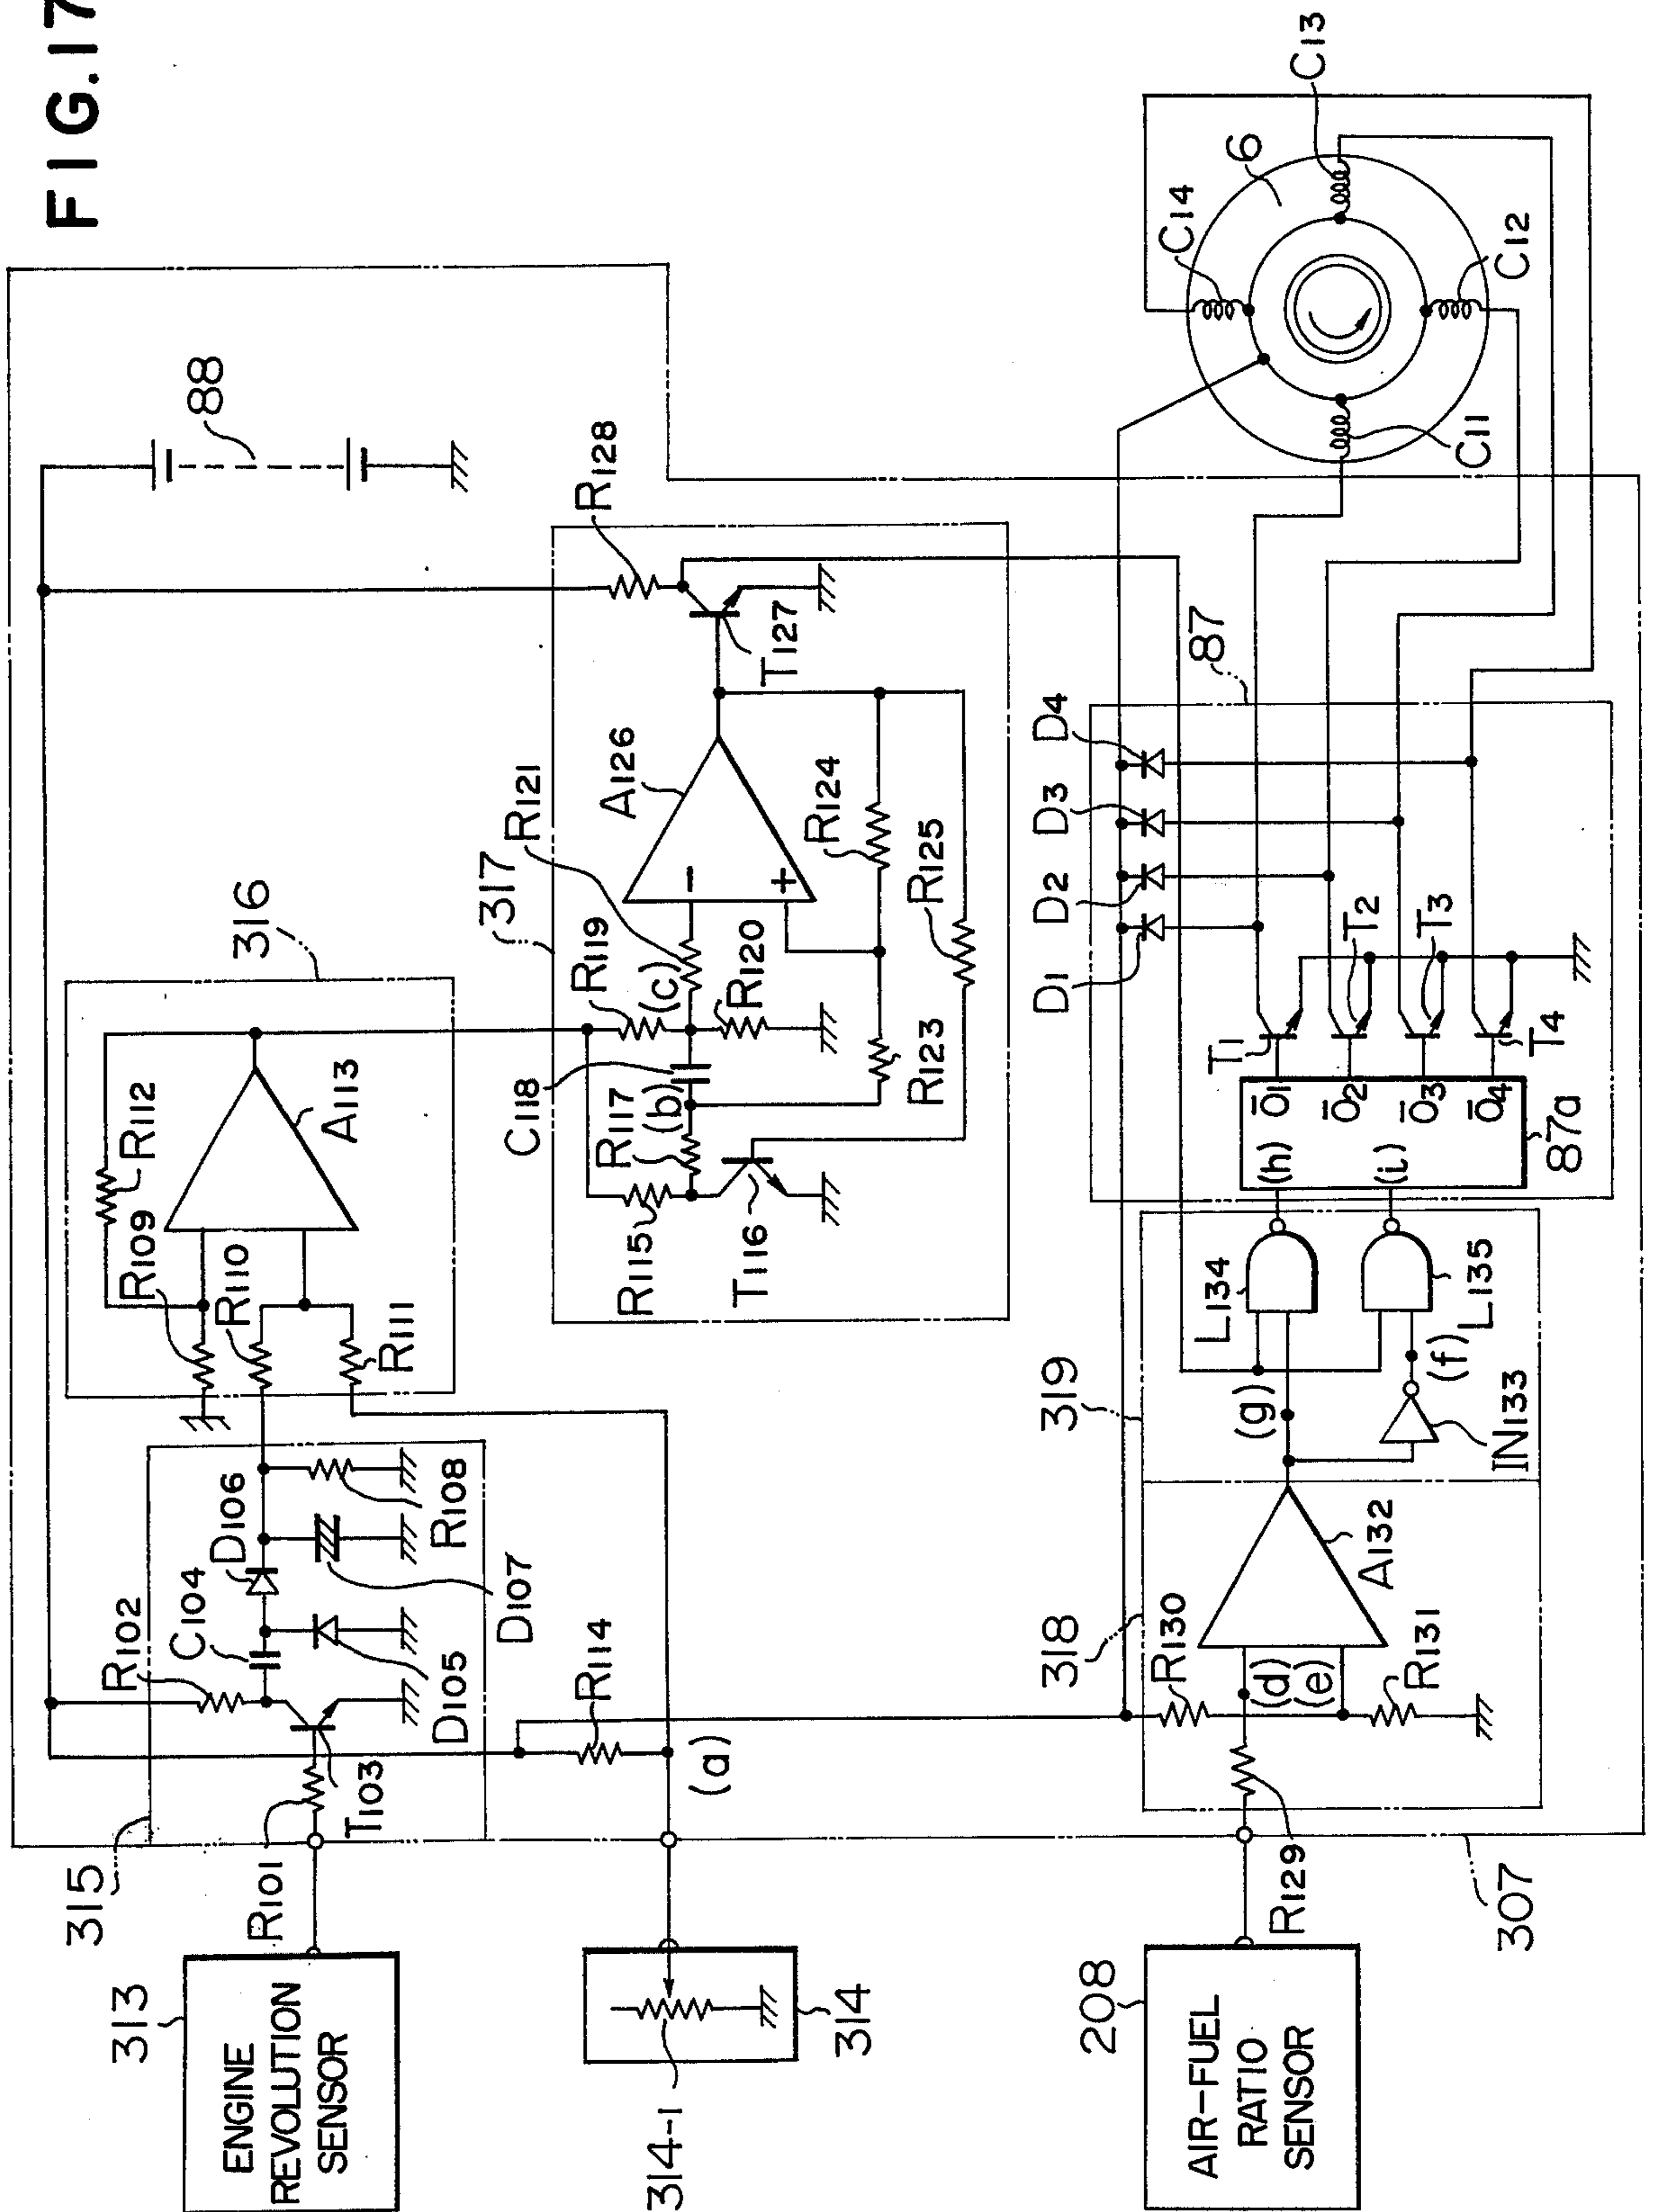 FIG.17
88
R128
316
R112
R109
A113
R110
R111
R121
317
A126
R119
(c)
R124
C118
R120
R117
(b)
R125
R115
R123
T116
T127
315
R102
C104
D106
R108
D107
D105
R101
T103
R114
(a)
313
ENGINE
REVOLUTION
SENSOR
314-1
314
C13
6
C14
C12
C11
87
D4
D3
D2
D1
T1
T2
T3
T4
(h)
Ō1
Ō2
Ō3
Ō4
(i)
87a
L134
L135
319
(g)
(f)
IN133
318
R130
A132
(d)
(e)
R131
R129
307
208
AIR-FUEL
RATIO
SENSOR
−
+